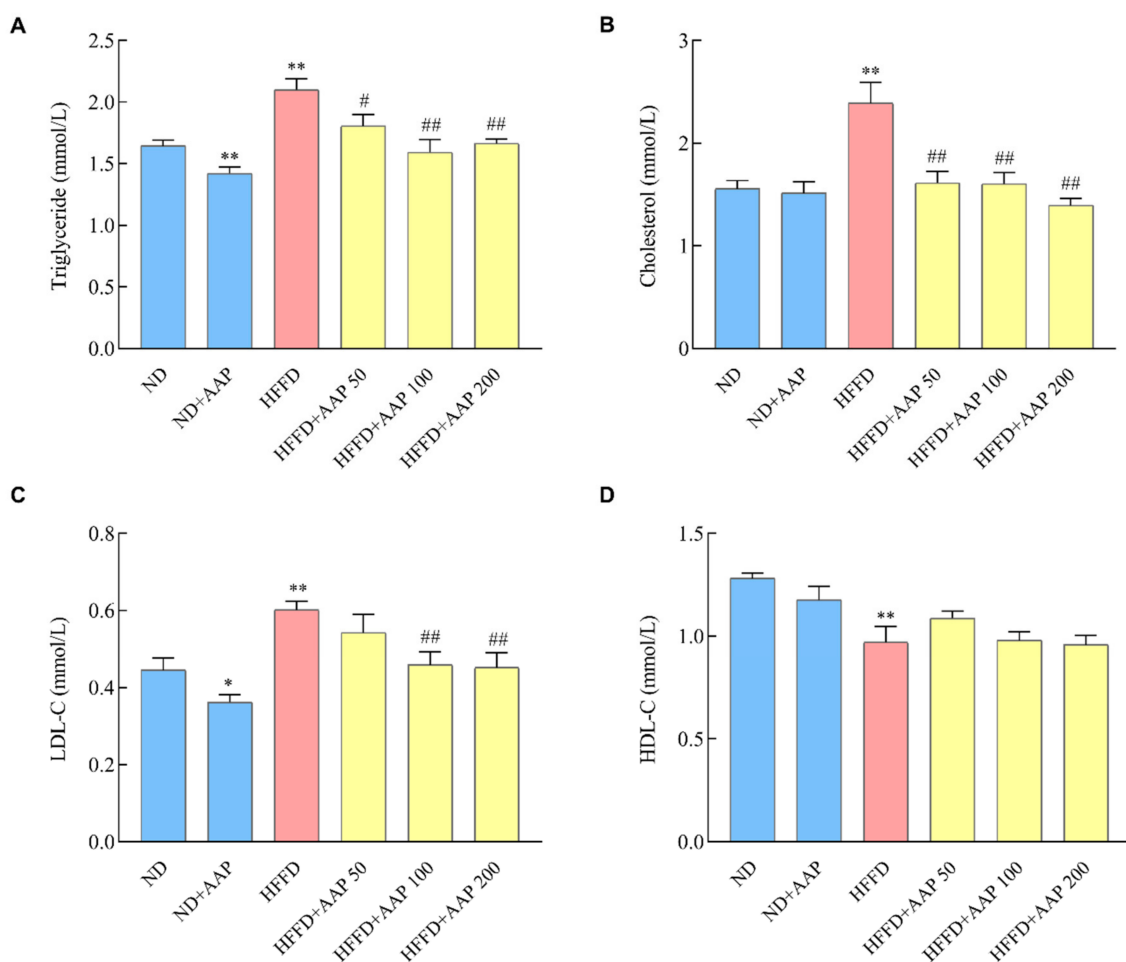 A
Triglyceride (mmol/L)
2.5
2.0
1.5
1.0
0.5
0.0
**
**
#
##
##
ND
ND+AAP
HFFD
HFFD+AAP 50
HFFD+AAP 100
HFFD+AAP 200
B
Cholesterol (mmol/L)
3
2
1
0
**
##
##
##
ND
ND+AAP
HFFD
HFFD+AAP 50
HFFD+AAP 100
HFFD+AAP 200
C
LDL-C (mmol/L)
0.8
0.6
0.4
0.2
0.0
*
**
##
##
ND
ND+AAP
HFFD
HFFD+AAP 50
HFFD+AAP 100
HFFD+AAP 200
D
HDL-C (mmol/L)
1.5
1.0
0.5
0.0
**
ND
ND+AAP
HFFD
HFFD+AAP 50
HFFD+AAP 100
HFFD+AAP 200